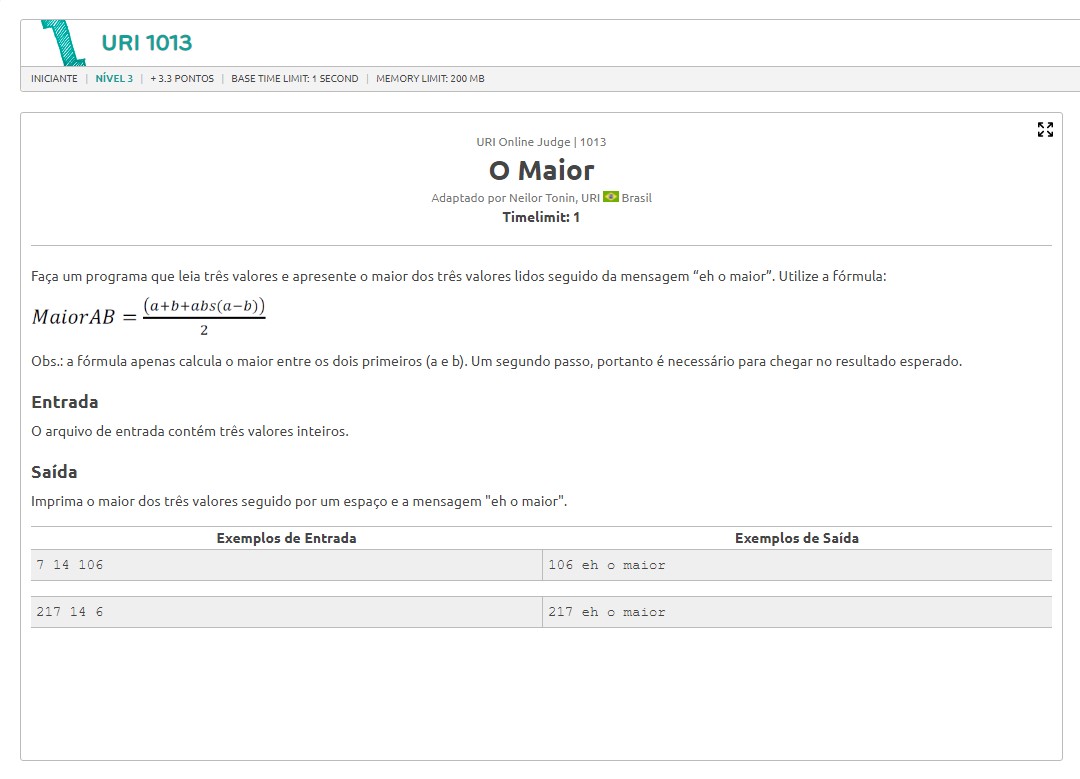 URI 1013
INICIANTE | NÍVEL 3 | + 3.3 PONTOS | BASE TIME LIMIT: 1 SECOND | MEMORY LIMIT: 200 MB
URI Online Judge | 1013
O Maior
Adaptado por Neilor Tonin, URI Brasil
Timelimit: 1
Faça um programa que leia três valores e apresente o maior dos três valores lidos seguido da mensagem “eh o maior”. Utilize a fórmula:
MaiorAB = (a+b+abs(a−b))
2
Obs.: a fórmula apenas calcula o maior entre os dois primeiros (a e b). Um segundo passo, portanto é necessário para chegar no resultado esperado.
Entrada
O arquivo de entrada contém três valores inteiros.
Saída
Imprima o maior dos três valores seguido por um espaço e a mensagem "eh o maior".
Exemplos de Entrada Exemplos de Saída
7 14 106 106 eh o maior
217 14 6 217 eh o maior